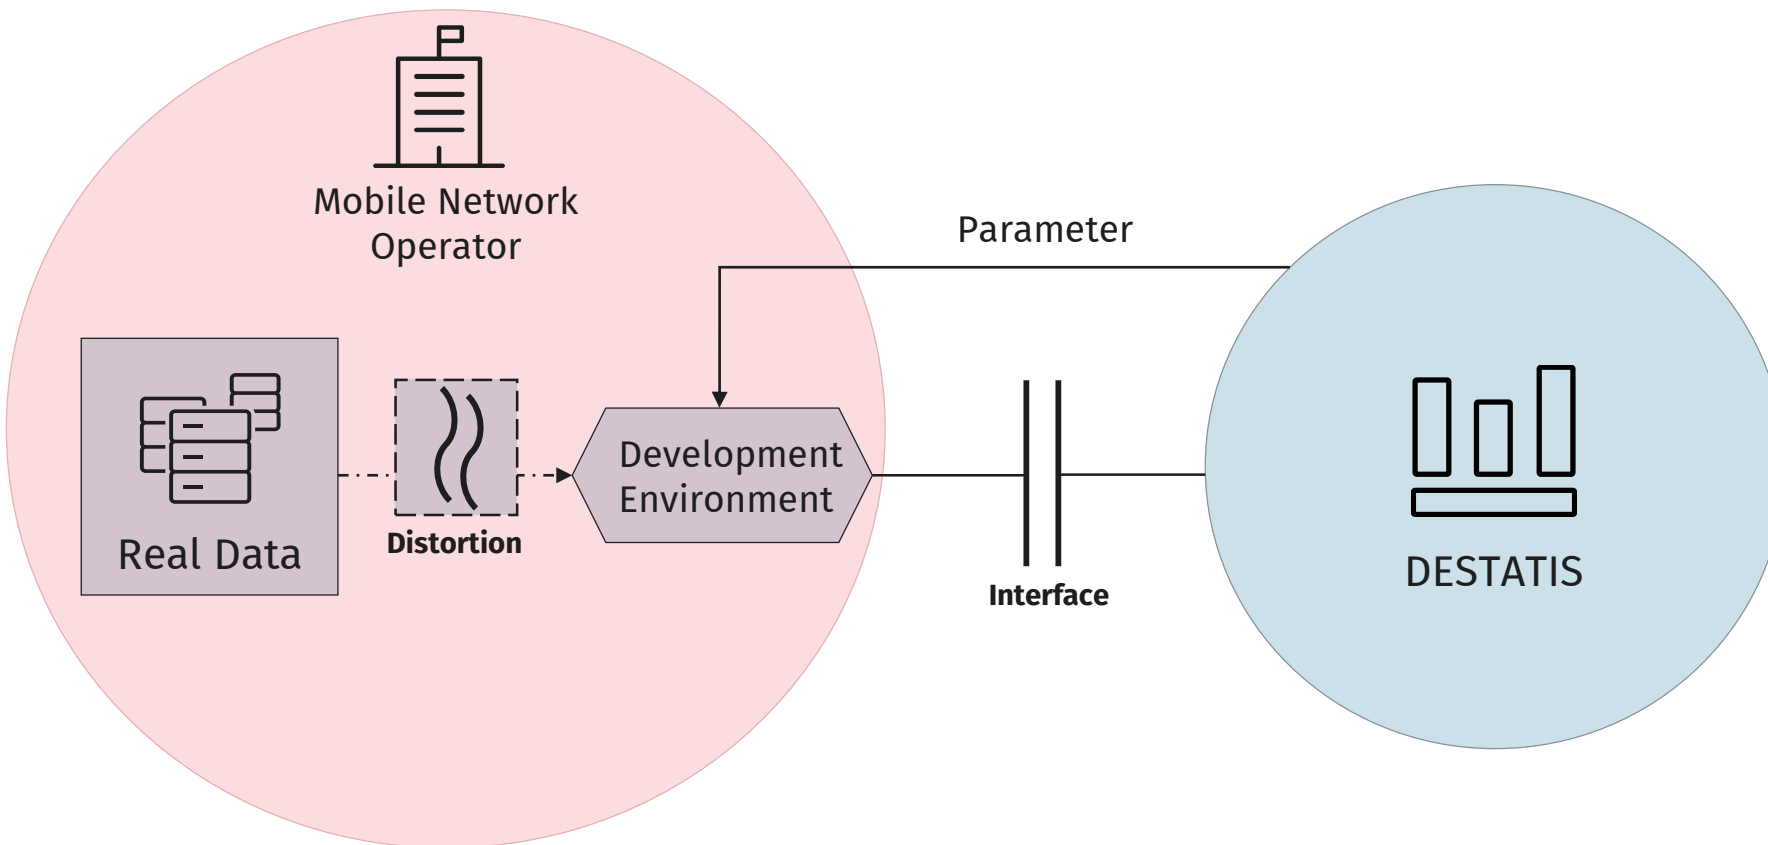 Mobile Network
Operator
Parameter
Real Data
Distortion
Development
Environment
Interface
DESTATIS